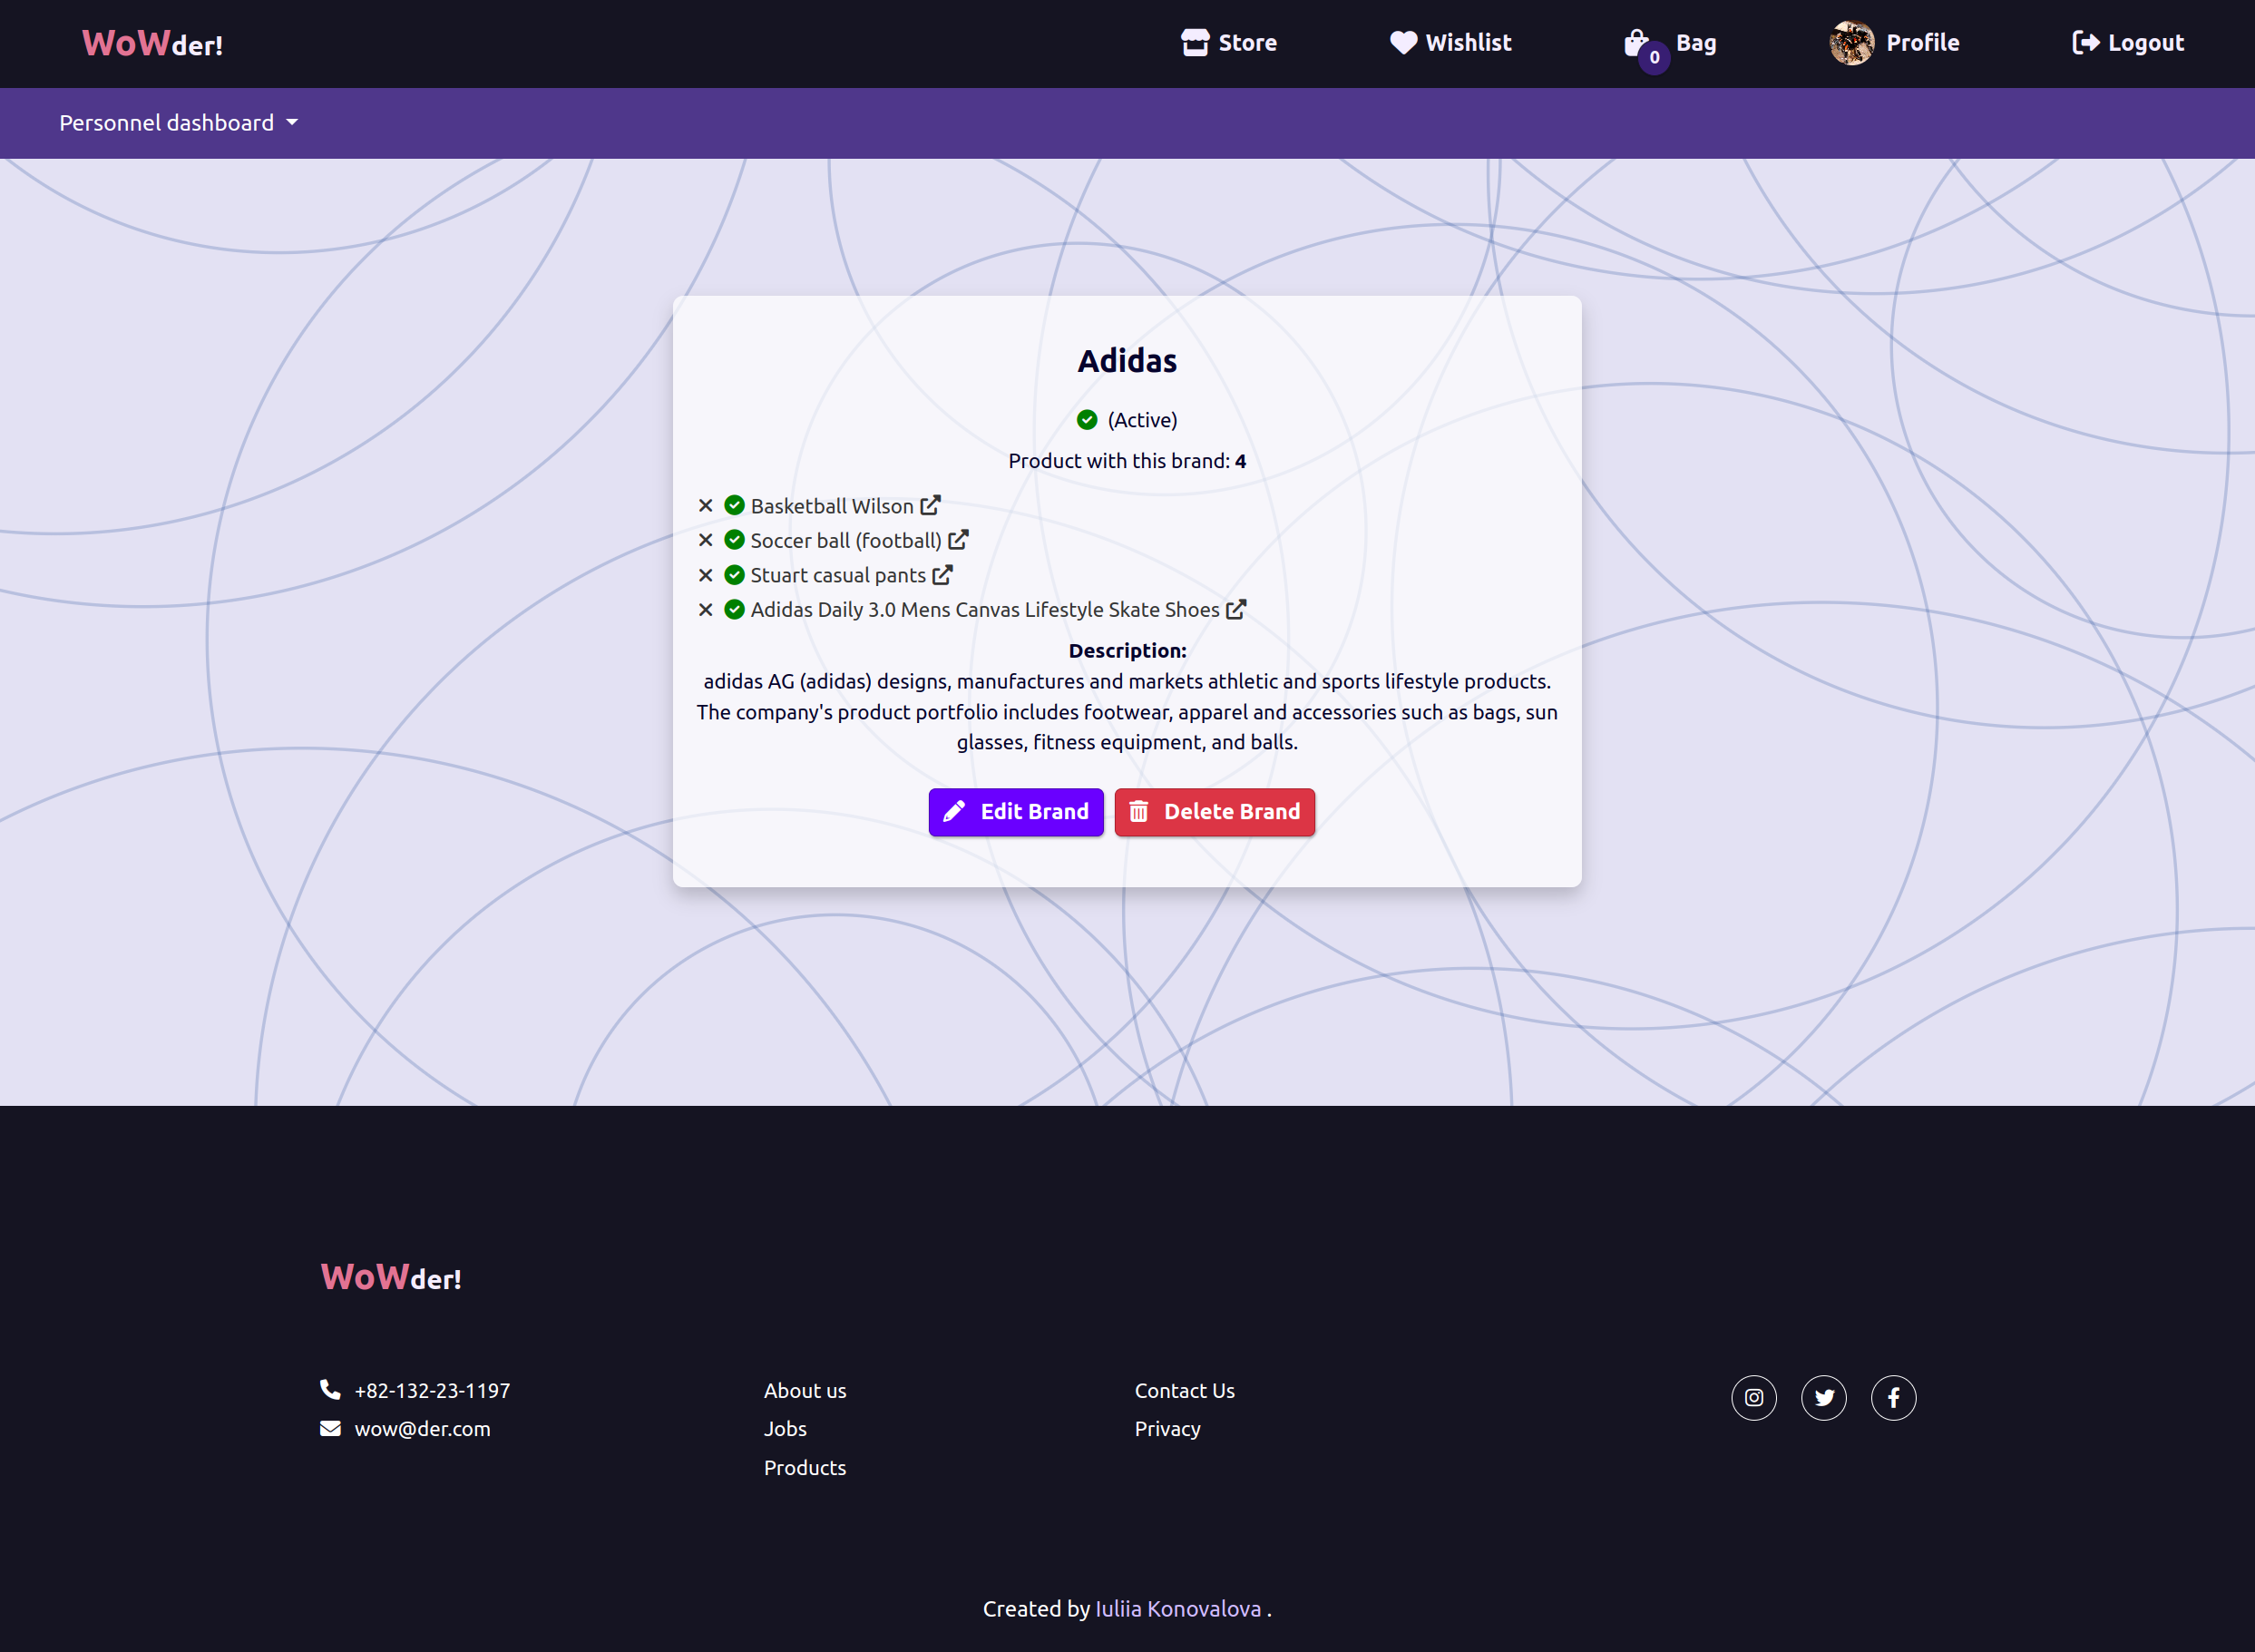 WoWder!
Store
Wishlist
0
Bag
Profile
Logout
Personnel dashboard
Adidas
(Active)
Product with this brand: 4
Basketball Wilson
Soccer ball (football)
Stuart casual pants
Adidas Daily 3.0 Mens Canvas Lifestyle Skate Shoes
Description:
adidas AG (adidas) designs, manufactures and markets athletic and sports lifestyle products.
The company's product portfolio includes footwear, apparel and accessories such as bags, sun
glasses, fitness equipment, and balls.
Edit Brand
Delete Brand
WoWder!
+82-132-23-1197
wow@der.com
About us
Jobs
Products
Contact Us
Privacy
Created by Iuliia Konovalova .